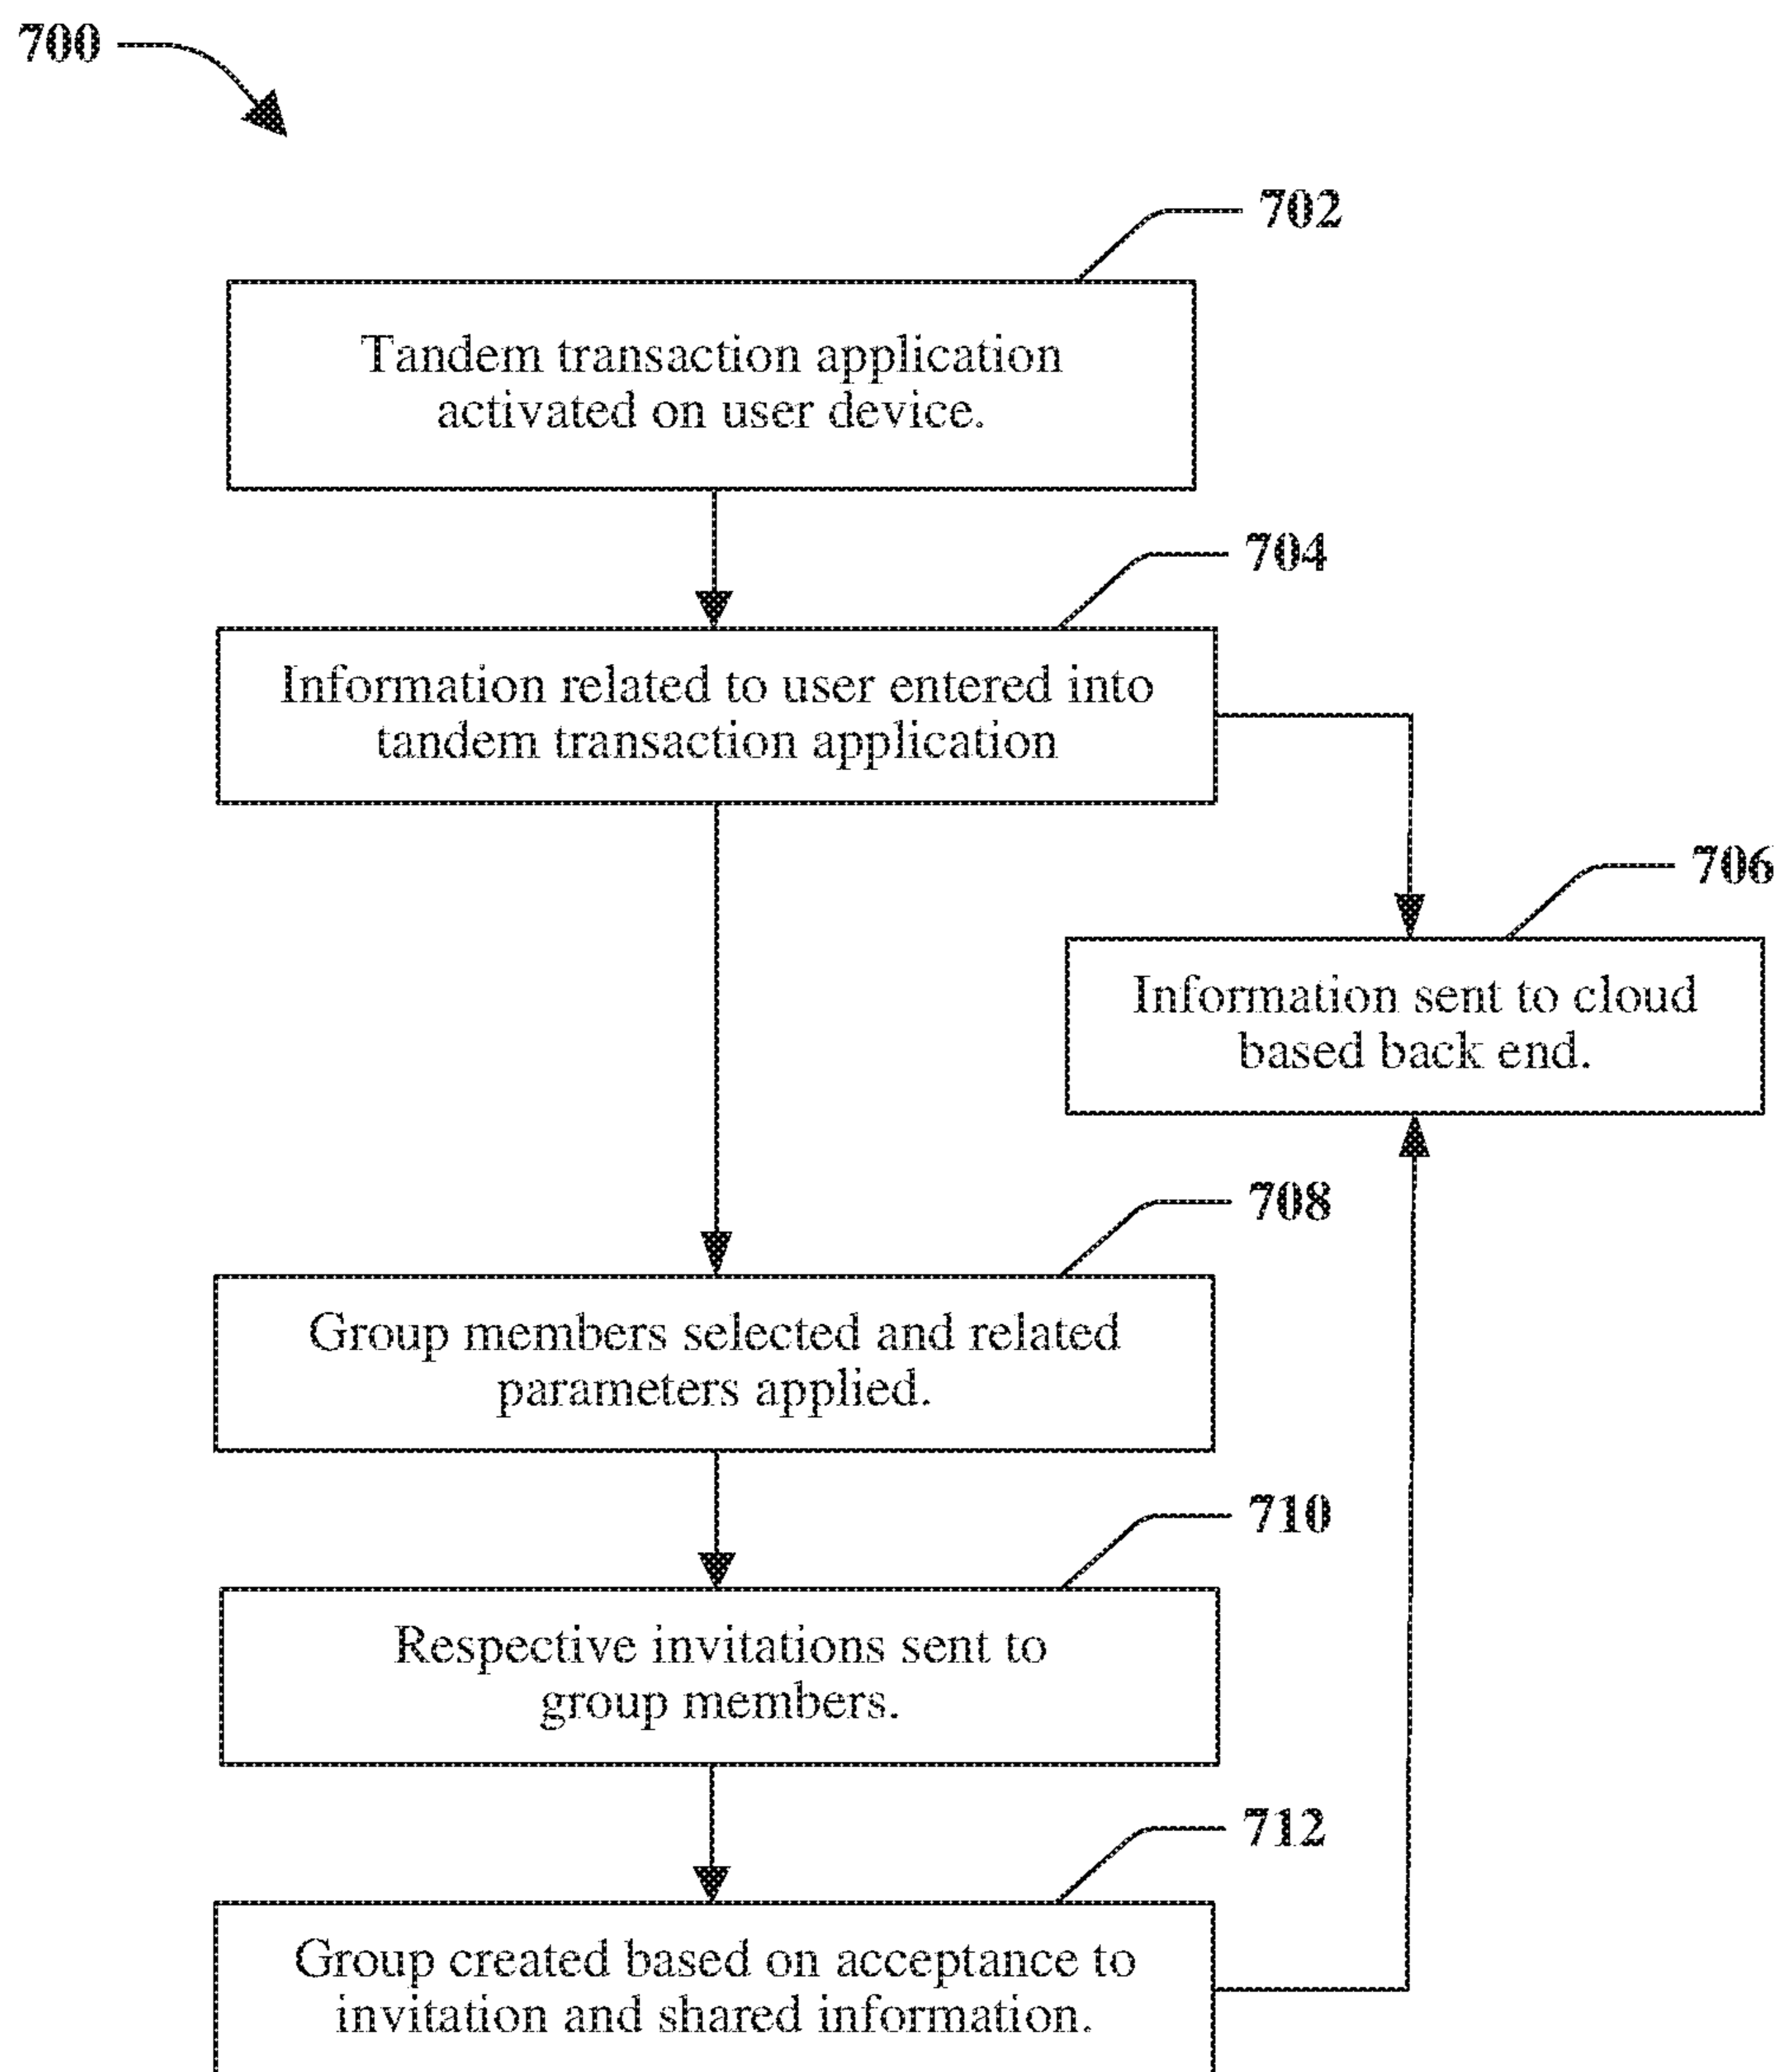 700
702
Tandem transaction application
activated on user device.
704
Information related to user entered into
tandem transaction application
706
Information sent to cloud
based back end.
708
Group members selected and related
parameters applied.
710
Respective invitations sent to
group members.
712
Group created based on acceptance to
invitation and shared information.